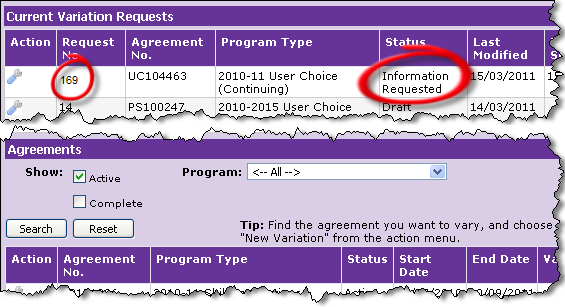 Current Variation Requests
Action Request No. Agreement No. Program Type Status Last Modified
169 UC104463 2010-11 User Choice (Continuing) Information Requested 15/03/2011
14 PS100247 2010-2015 User Choice Draft 14/03/2011
Agreements
Show: Active Program: <-- All -->
Complete
Search Reset Tip: Find the agreement you want to vary, and choose
"New Variation" from the action menu.
Action Agreement No. Program Type Status Start Date End Date